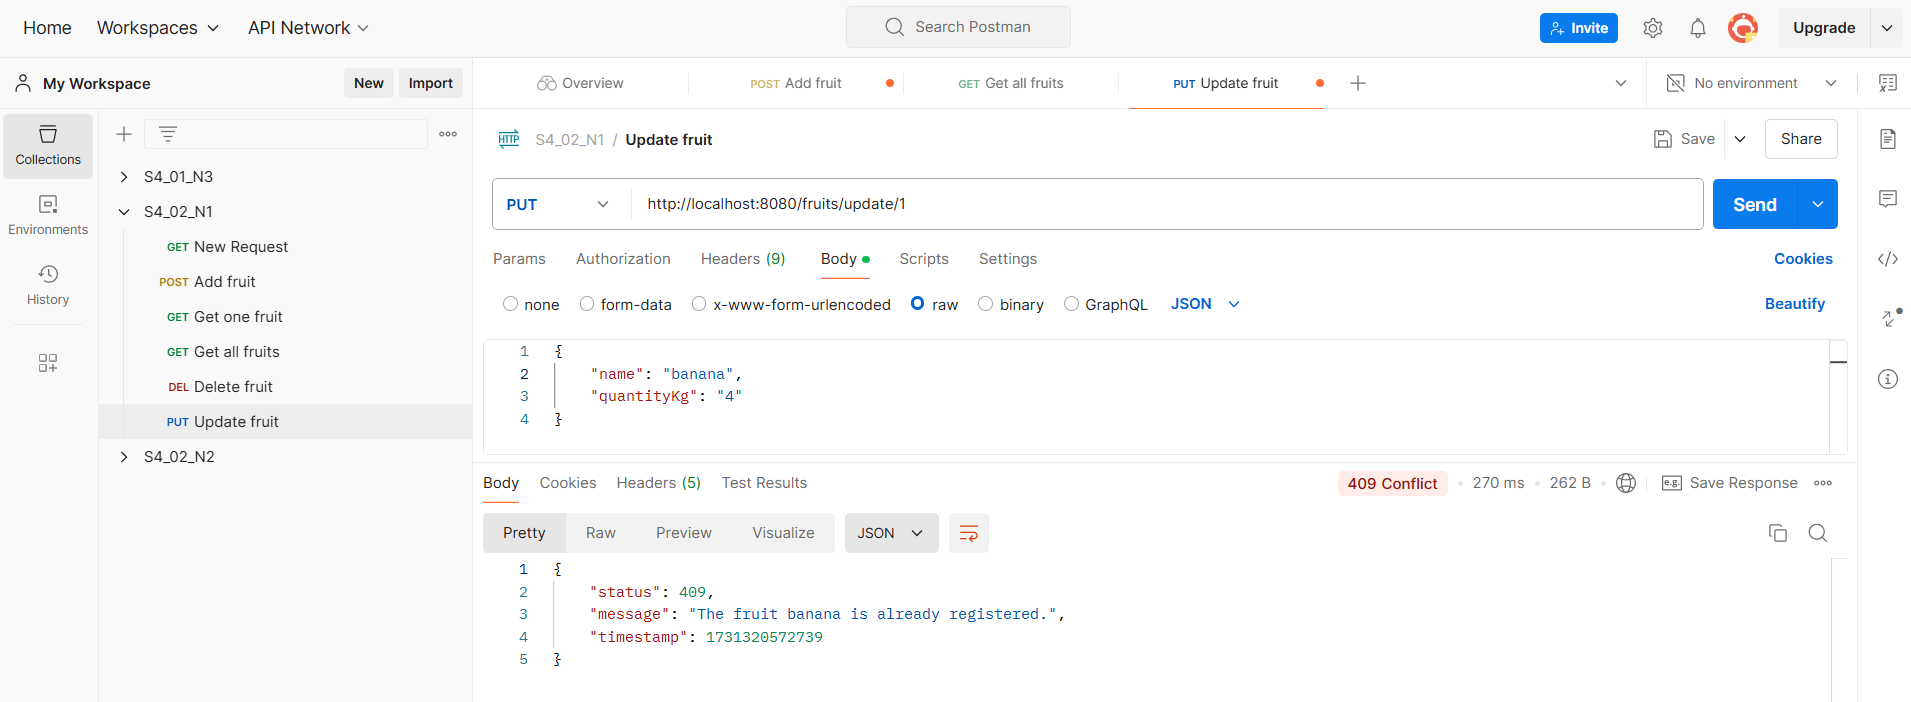 Home Workspaces API Network Search Postman Invite Upgrade
My Workspace New Import Overview POST Add fruit GET Get all fruits PUT Update fruit No environment
Collections
Environments
History
S4_01_N3
S4_02_N1
GET New Request
POST Add fruit
GET Get one fruit
GET Get all fruits
DEL Delete fruit
PUT Update fruit
S4_02_N2
HTTP S4_02_N1 / Update fruit Save Share
PUT http://localhost:8080/fruits/update/1 Send
Params Authorization Headers (9) Body Scripts Settings Cookies
none form-data x-www-form-urlencoded raw binary GraphQL JSON Beautify
1 {
2 "name": "banana",
3 "quantityKg": "4"
4 }
Body Cookies Headers (5) Test Results 409 Conflict 270 ms 262 B e.g. Save Response
Pretty Raw Preview Visualize JSON
1 {
2 "status": 409,
3 "message": "The fruit banana is already registered.",
4 "timestamp": 1731320572739
5 }